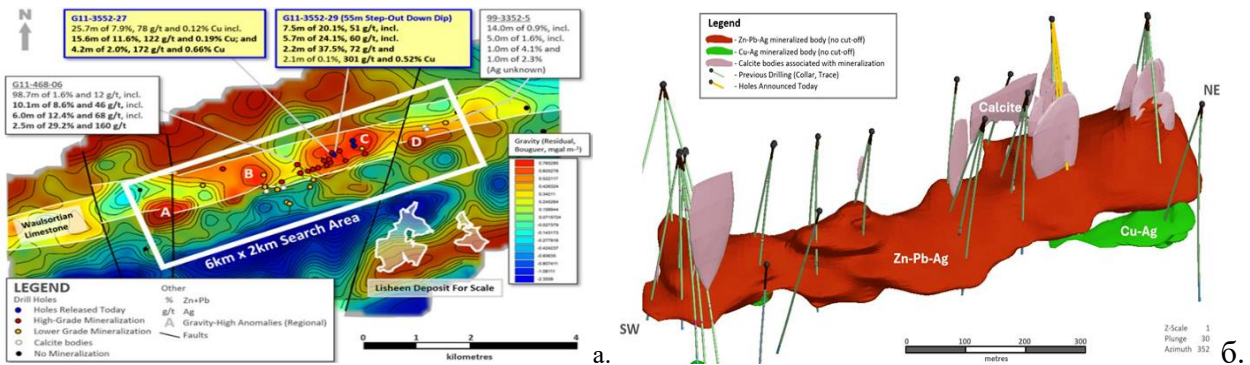 G11-3552-27
25.7m of 7.9%, 78 g/t and 0.12% Cu incl.
15.6m of 11.6%, 122 g/t and 0.19% Cu; and
4.2m of 2.0%, 172 g/t and 0.66% Cu
G11-3552-29 (55m Step-Out Down Dip)
7.5m of 20.1%, 51 g/t, incl.
5.7m of 24.1%, 60 g/t, incl.
2.2m of 37.5%, 72 g/t and
2.1m of 0.1%, 301 g/t and 0.52% Cu
99-3352-5
14.0m of 0.9%, incl.
5.0m of 1.6%, incl.
1.0m of 4.1% and
1.0m of 2.3%
(Ag unknown)
N
G11-468-06
98.7m of 1.6% and 12 g/t, incl.
10.1m of 8.6% and 46 g/t, incl.
6.0m of 12.4% and 68 g/t, incl.
2.5m of 29.2% and 160 g/t
A
B
C
D
Gravity (Residual,
Bouguer, mgal m⁻²)
Waulsortian
Limestone
6km x 2km Search Area
Lisheen Deposit For Scale
LEGEND
Drill Holes
Holes Released Today
High-Grade Mineralization
Lower Grade Mineralization
Calcite bodies
No Mineralization
Other
% Zn+Pb
g/t Ag
A Gravity-High Anomalies (Regional)
Faults
0 1 2 4
kilometres
а.
Legend
- Zn-Pb-Ag mineralized body (no cut-off)
- Cu-Ag mineralized body (no cut-off)
- Calcite bodies associated with mineralization
- Previous Drilling (Collar, Trace)
- Holes Announced Today
Calcite
NE
Cu-Ag
Zn-Pb-Ag
SW
0 100 200 300
metres
Z-Scale 1
Plunge 30
Azimuth 352
б.